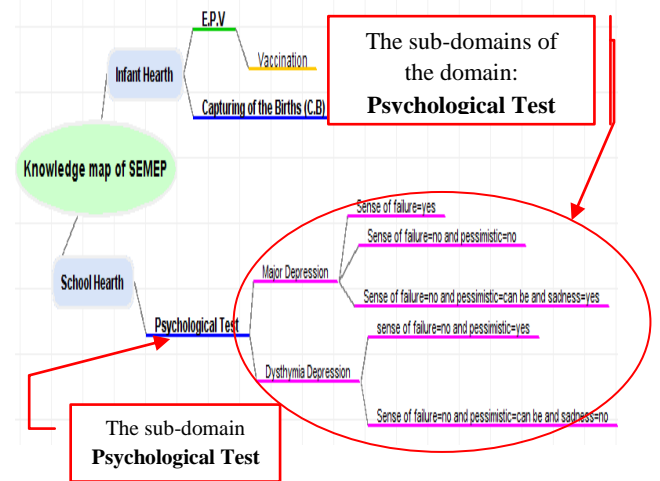 E.P.V
Vaccination
Infant Hearth
Capturing of the Births (C.B)
The sub-domains of
the domain:
Psychological Test
Knowledge map of SEMEP
School Hearth
Psychological Test
Major Depression
Sense of failure=yes
Sense of failure=no and pessimistic=no
Sense of failure=no and pessimistic=can be and sadness=yes
Dysthymia Depression
sense of failure=no and pessimistic=yes
Sense of failure=no and pessimistic=can be and sadness=no
The sub-domain
Psychological Test